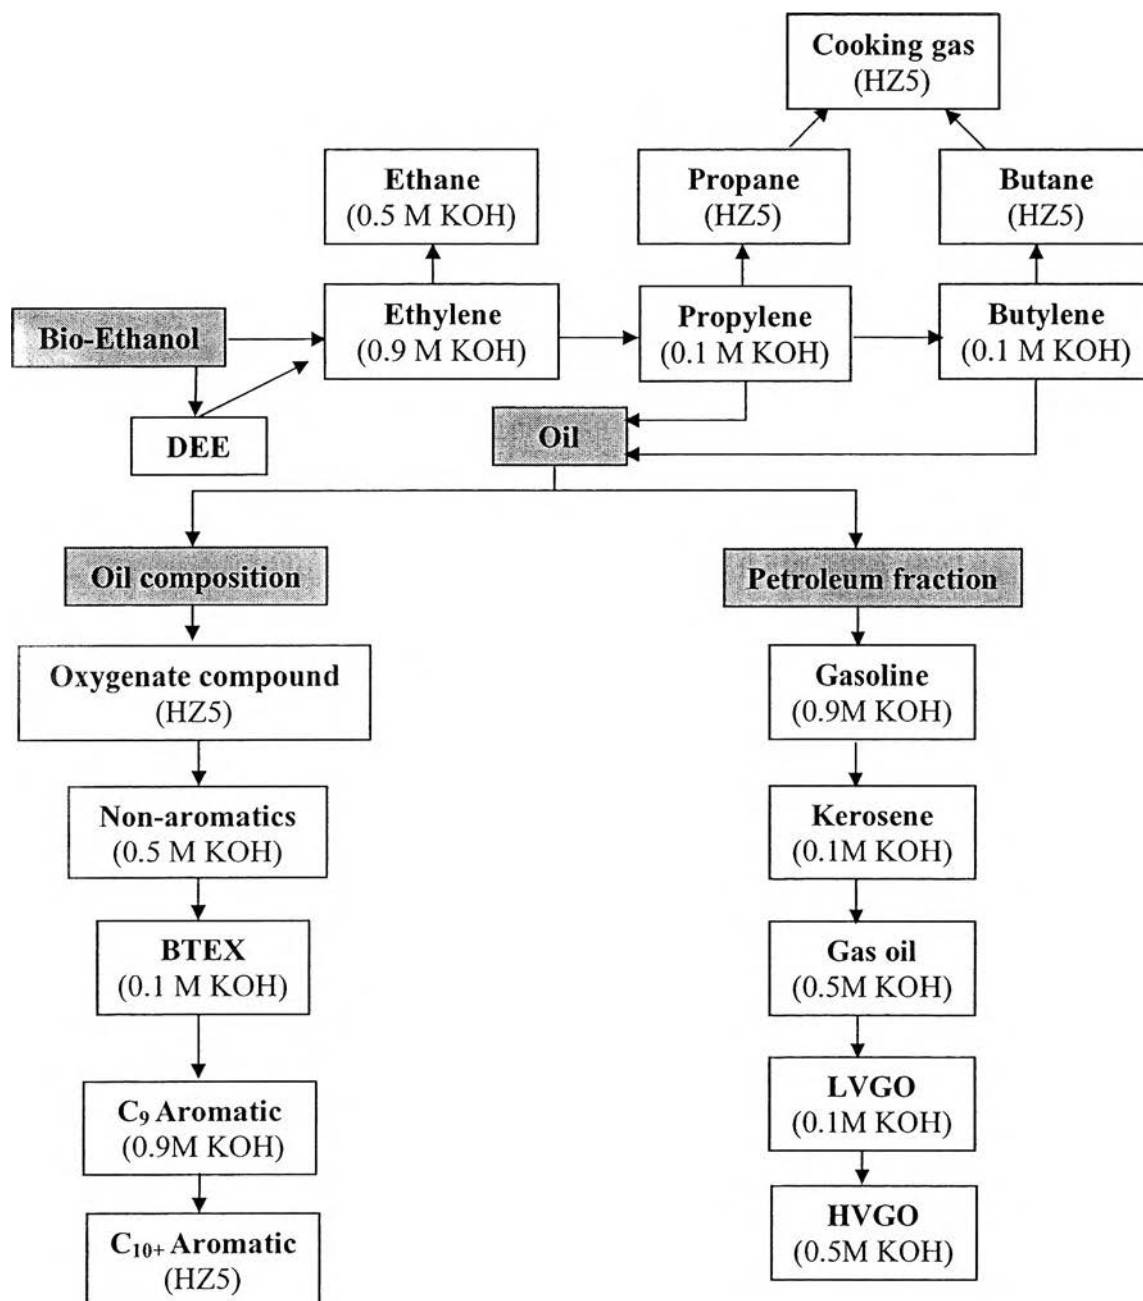 Cooking gas
(HZ5)
Ethane
(0.5 M KOH)
Propane
(HZ5)
Butane
(HZ5)
Bio-Ethanol
Ethylene
(0.9 M KOH)
Propylene
(0.1 M KOH)
Butylene
(0.1 M KOH)
DEE
Oil
Oil composition
Petroleum fraction
Oxygenate compound
(HZ5)
Gasoline
(0.9M KOH)
Non-aromatics
(0.5 M KOH)
Kerosene
(0.1M KOH)
BTEX
(0.1 M KOH)
Gas oil
(0.5M KOH)
C₉ Aromatic
(0.9M KOH)
LVGO
(0.1M KOH)
C₁₀₊ Aromatic
(HZ5)
HVGO
(0.5M KOH)